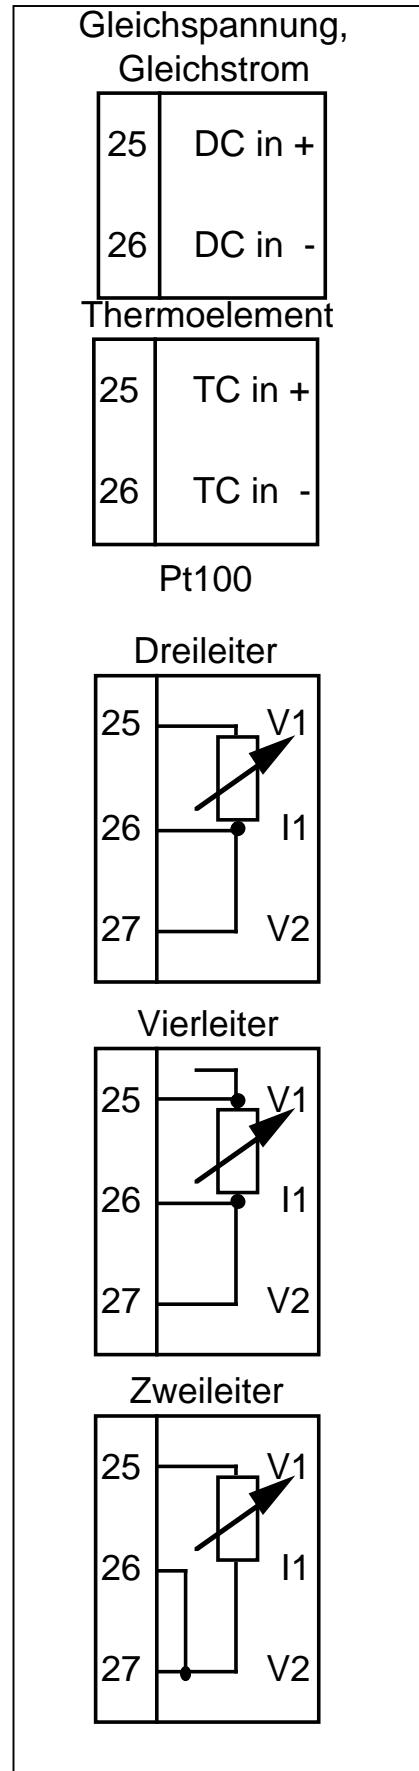 Gleichspannung,
Gleichstrom
25 DC in +
26 DC in -
Thermoelement
25 TC in +
26 TC in -
Pt100
Dreileiter
25 V1
26 I1
27 V2
Vierleiter
25 V1
26 I1
27 V2
Zweileiter
25 V1
26 I1
27 V2